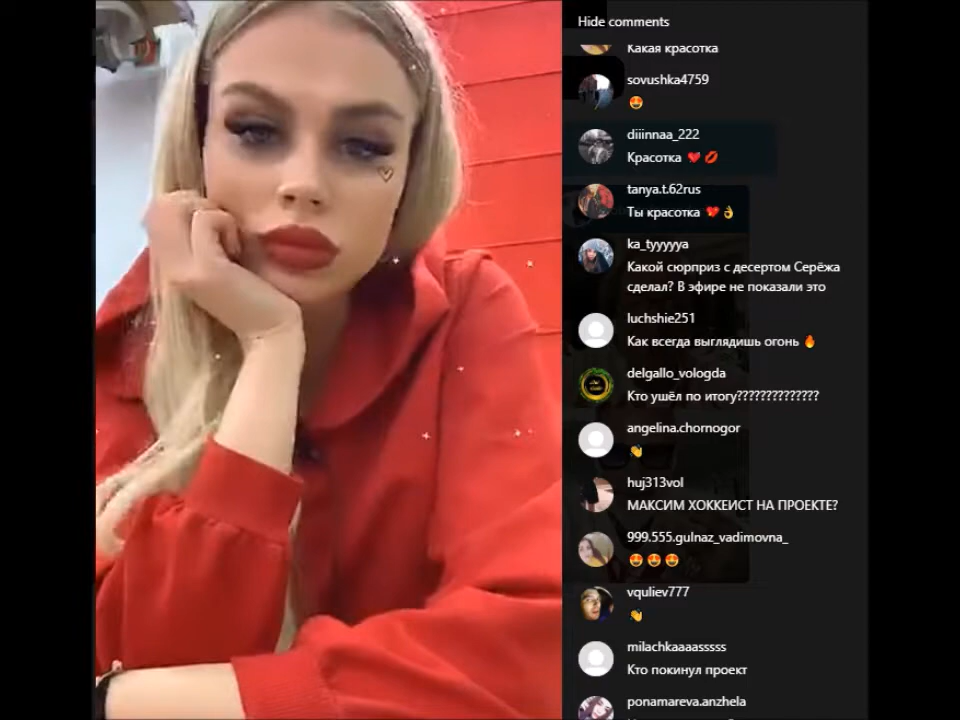 Hide comments
Какая красотка
sovushka4759
😍
diiinnaa_222
Красотка ❤️ 💋
tanya.t.62rus
Ты красотка 💖👌
ka_tyyyyya
Какой сюрприз с десертом Серёжа
сделал? В эфире не показали это
luchshie251
Как всегда выглядишь огонь 🔥
delgallo_vologda
Кто ушёл по итогу??????????????
angelina.chornogor
👋
huj313vol
МАКСИМ ХОККЕИСТ НА ПРОЕКТЕ?
999.555.gulnaz_vadimovna_
😍😍😍
vquliev777
👋
milachkaaaasssss
Кто покинул проект
ponamareva.anzhela